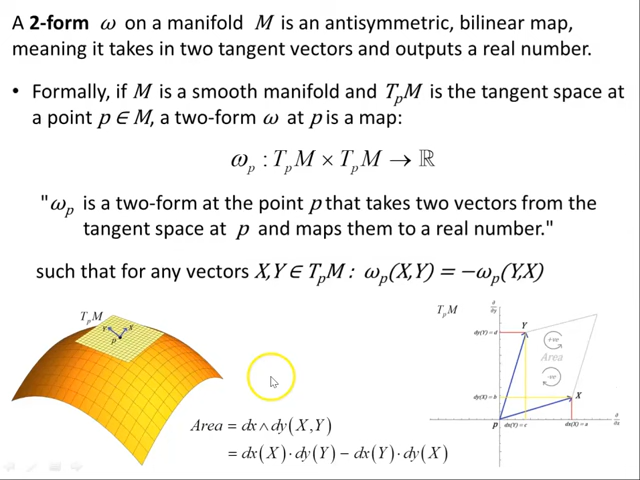 A 2-form ω on a manifold M is an antisymmetric, bilinear map,
meaning it takes in two tangent vectors and outputs a real number.
• Formally, if M is a smooth manifold and TₚM is the tangent space at
a point p ∈ M, a two-form ω at p is a map:
ωₚ : TₚM × TₚM → ℝ
"ωₚ is a two-form at the point p that takes two vectors from the
tangent space at p and maps them to a real number."
such that for any vectors X,Y ∈ TₚM : ωₚ(X,Y) = −ωₚ(Y,X)
TₚM
Y X
p
TₚM
∂/∂y
dy(Y) = d
Y
+ve
Area
-ve
dy(X) = b
X
p
dx(Y) = c
dx(X) = a
∂/∂x
Area = dx∧dy(X,Y)
= dx(X)·dy(Y) − dx(Y)·dy(X)